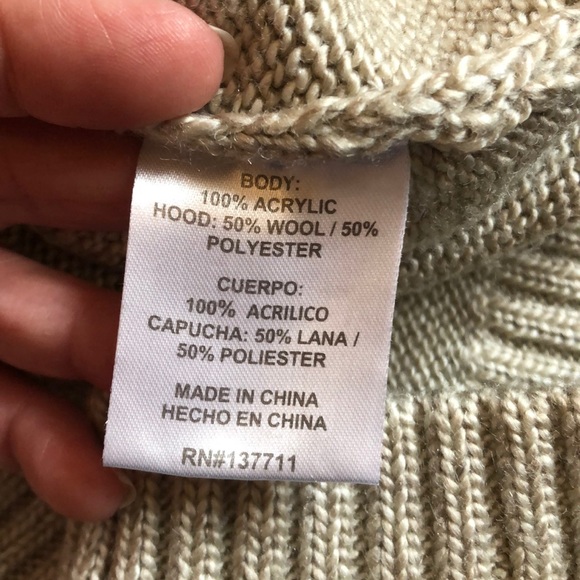 BODY:
100% ACRYLIC
HOOD: 50% WOOL / 50%
POLYESTER
CUERPO:
100% ACRILICO
CAPUCHA: 50% LANA /
50% POLIESTER
MADE IN CHINA
HECHO EN CHINA
RN#137711